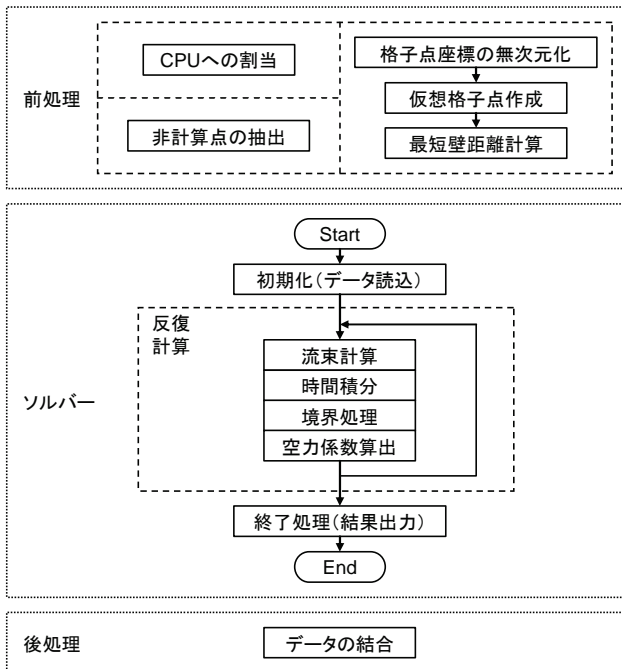 前処理
CPUへの割当
非計算点の抽出
格子点座標の無次元化
仮想格子点作成
最短壁距離計算
ソルバー
Start
初期化(データ読込)
反復
計算
流束計算
時間積分
境界処理
空力係数算出
終了処理(結果出力)
End
後処理
データの結合